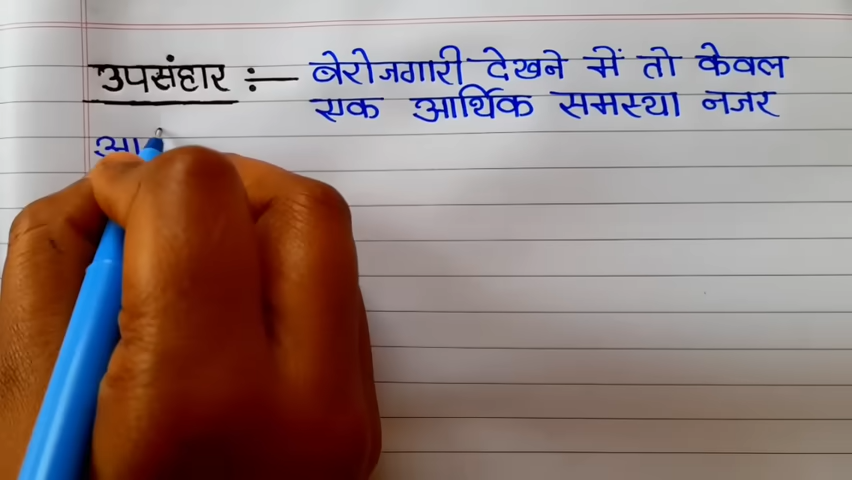 उपसंहार :— बेरोजगारी देखने में तो केवल
एक आर्थिक समस्या नजर
आ